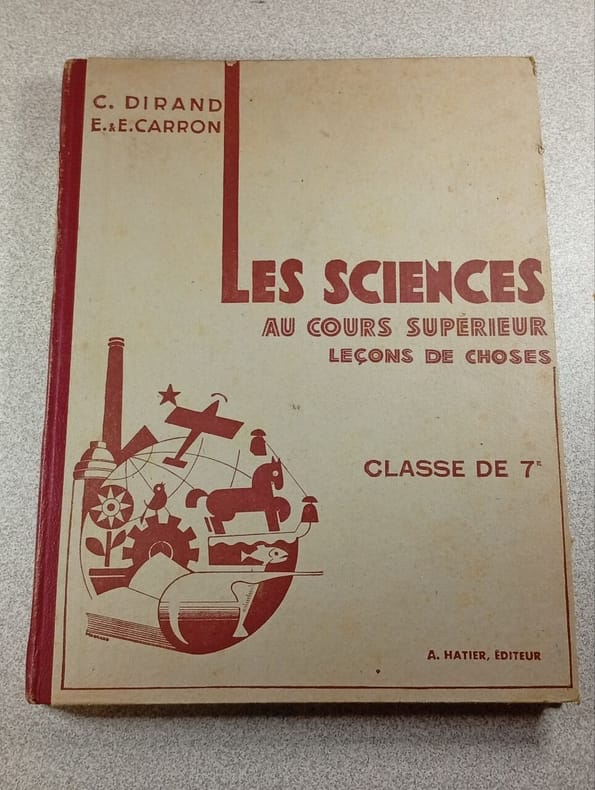 C. DIRAND
E. & E. CARRON
LES SCIENCES
AU COURS SUPÉRIEUR
LEÇONS DE CHOSES
CLASSE DE 7E
A. HATIER, ÉDITEUR